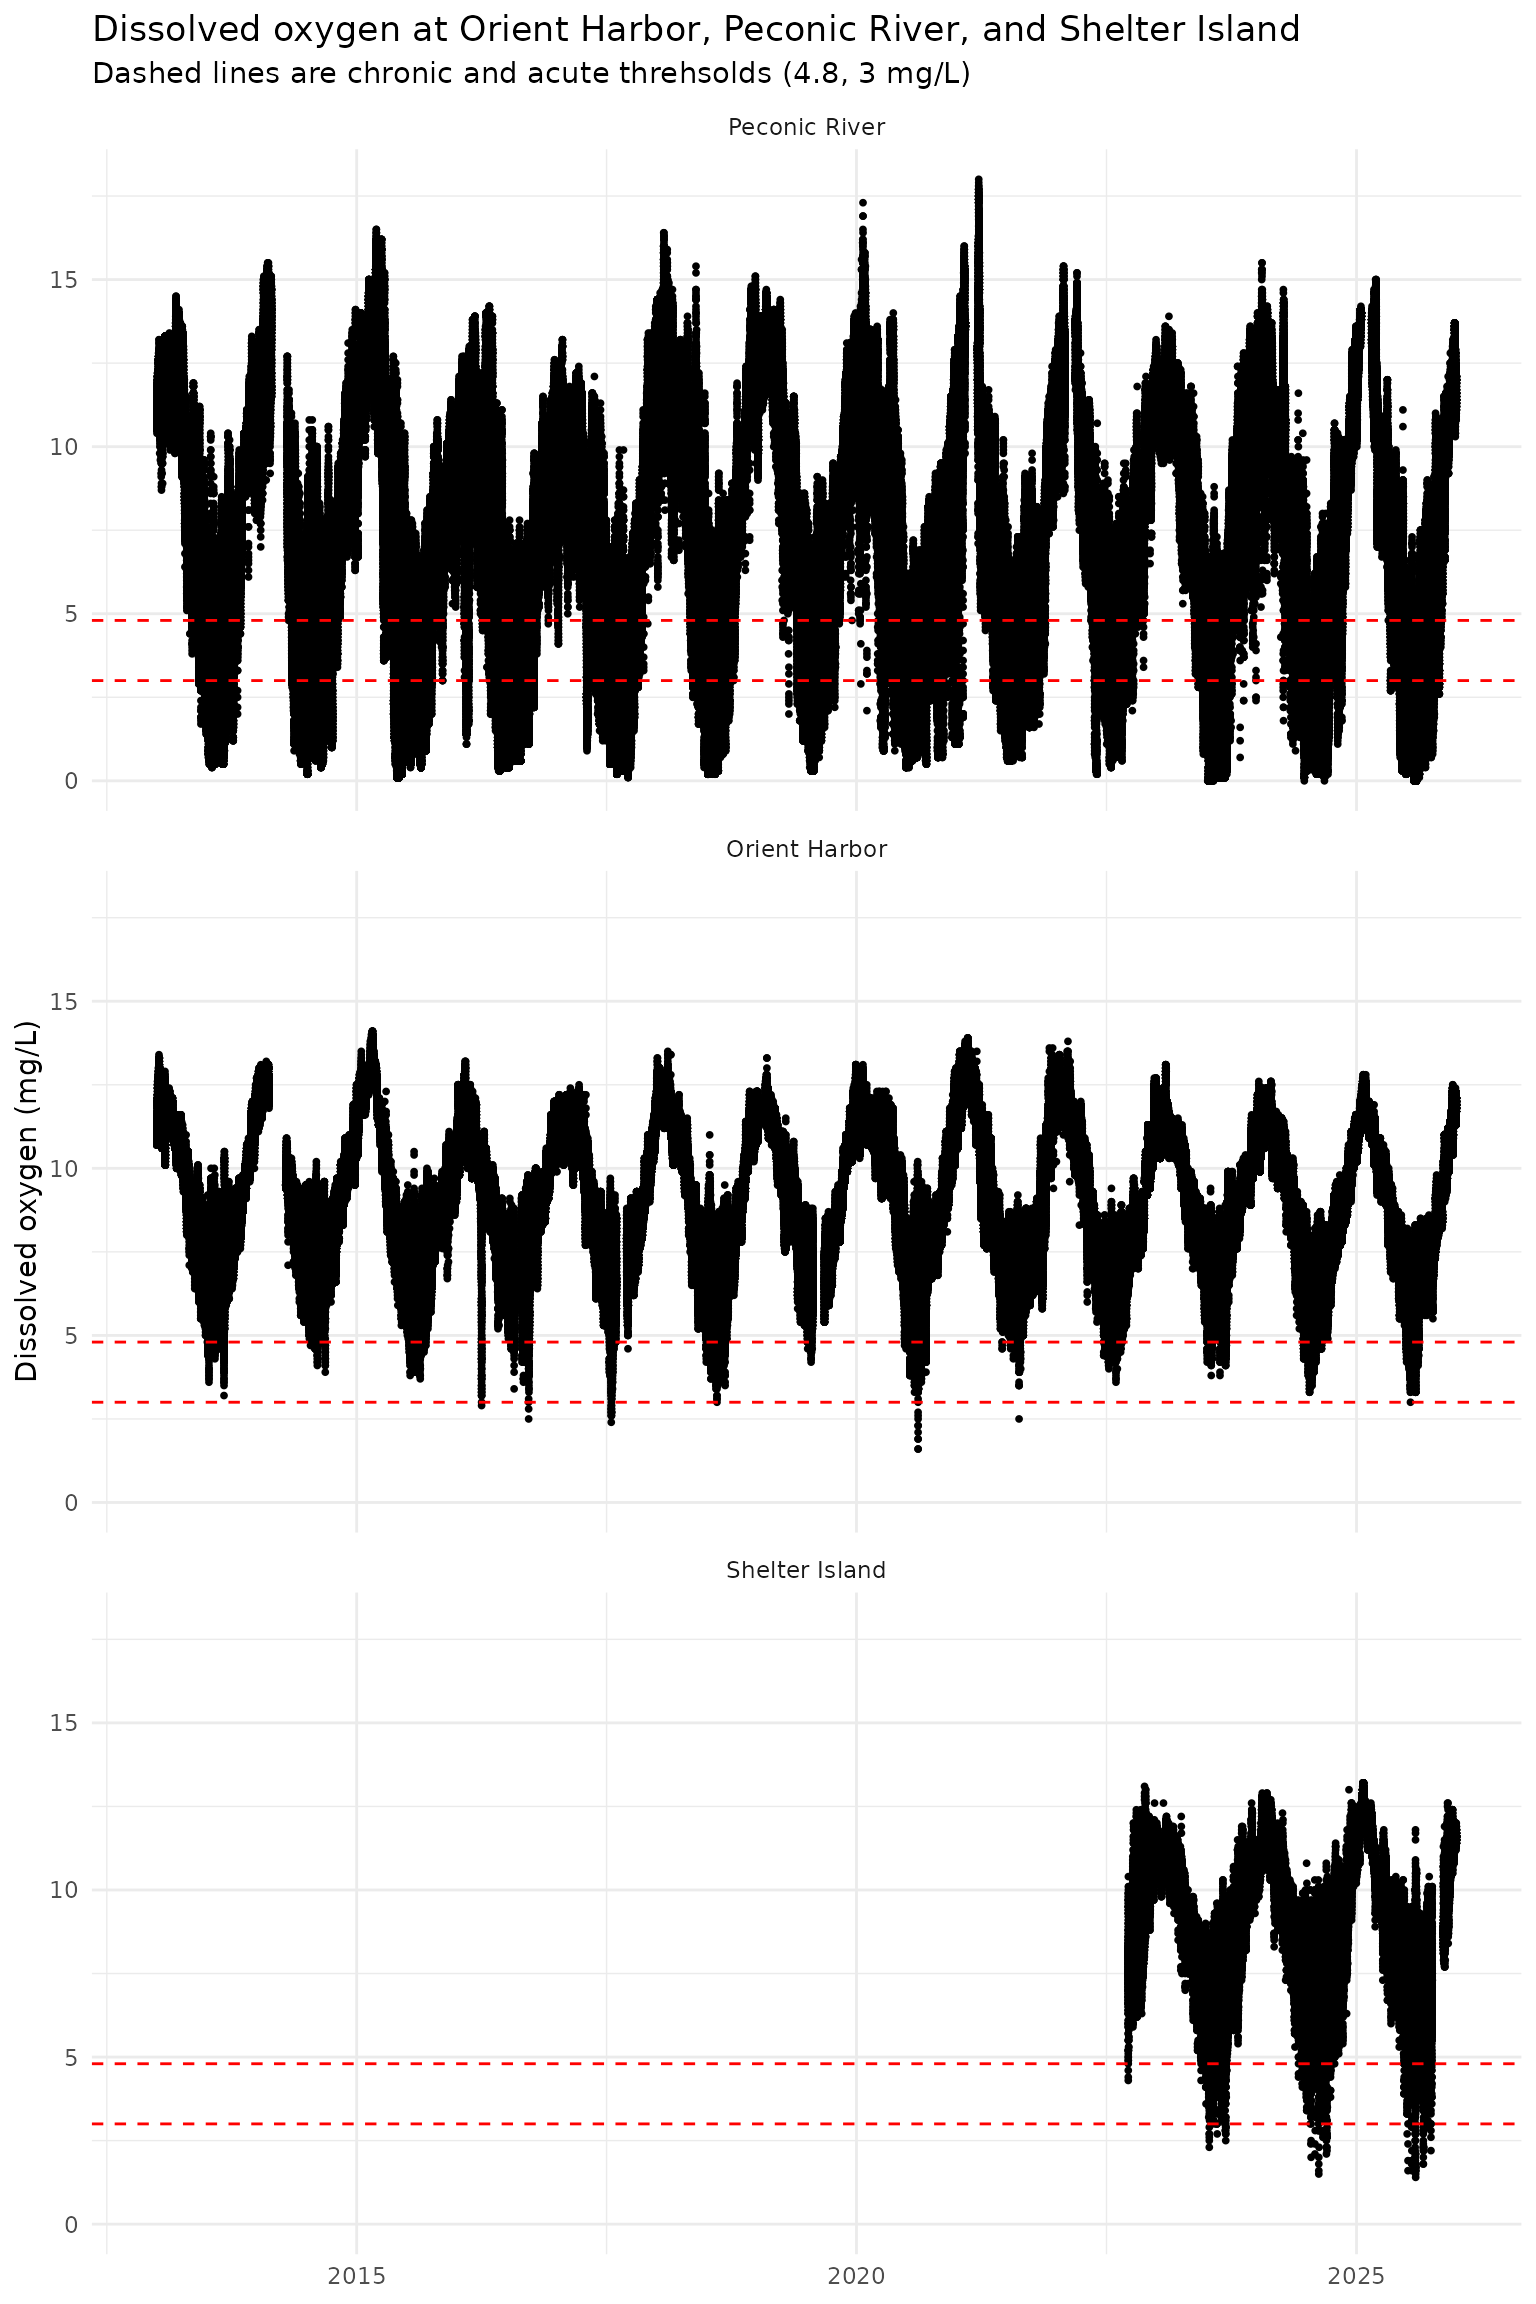 Dissolved oxygen at Orient Harbor, Peconic River, and Shelter Island
Dashed lines are chronic and acute threhsolds (4.8, 3 mg/L)
Peconic River
15
10
5
0
Orient Harbor
15
10
5
0
Dissolved oxygen (mg/L)
Shelter Island
15
10
5
0
2015
2020
2025